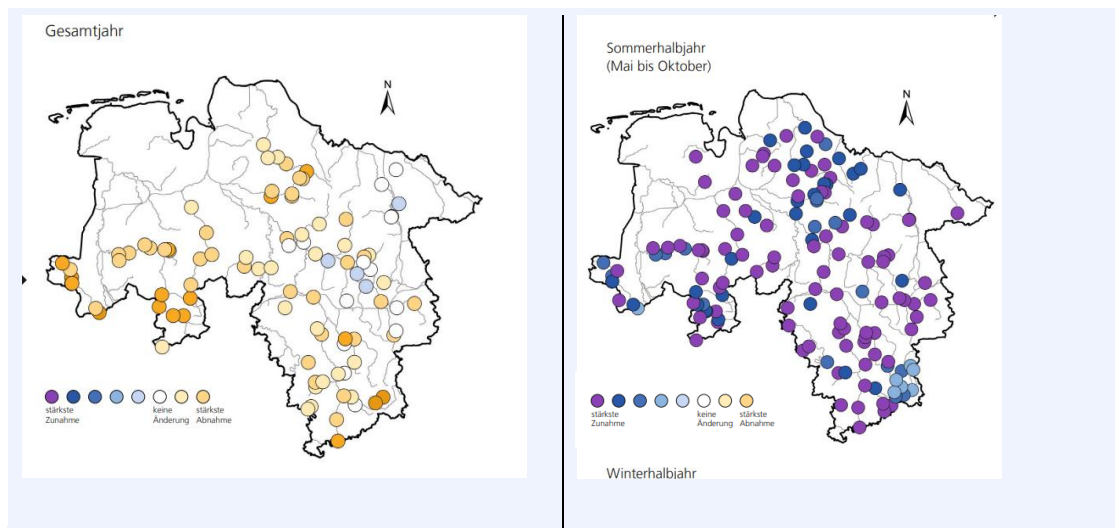 Gesamtjahr
N
stärkste
Zunahme
keine
Änderung
stärkste
Abnahme
Sommerhalbjahr
(Mai bis Oktober)
N
stärkste
Zunahme
keine
Änderung
stärkste
Abnahme
Winterhalbjahr